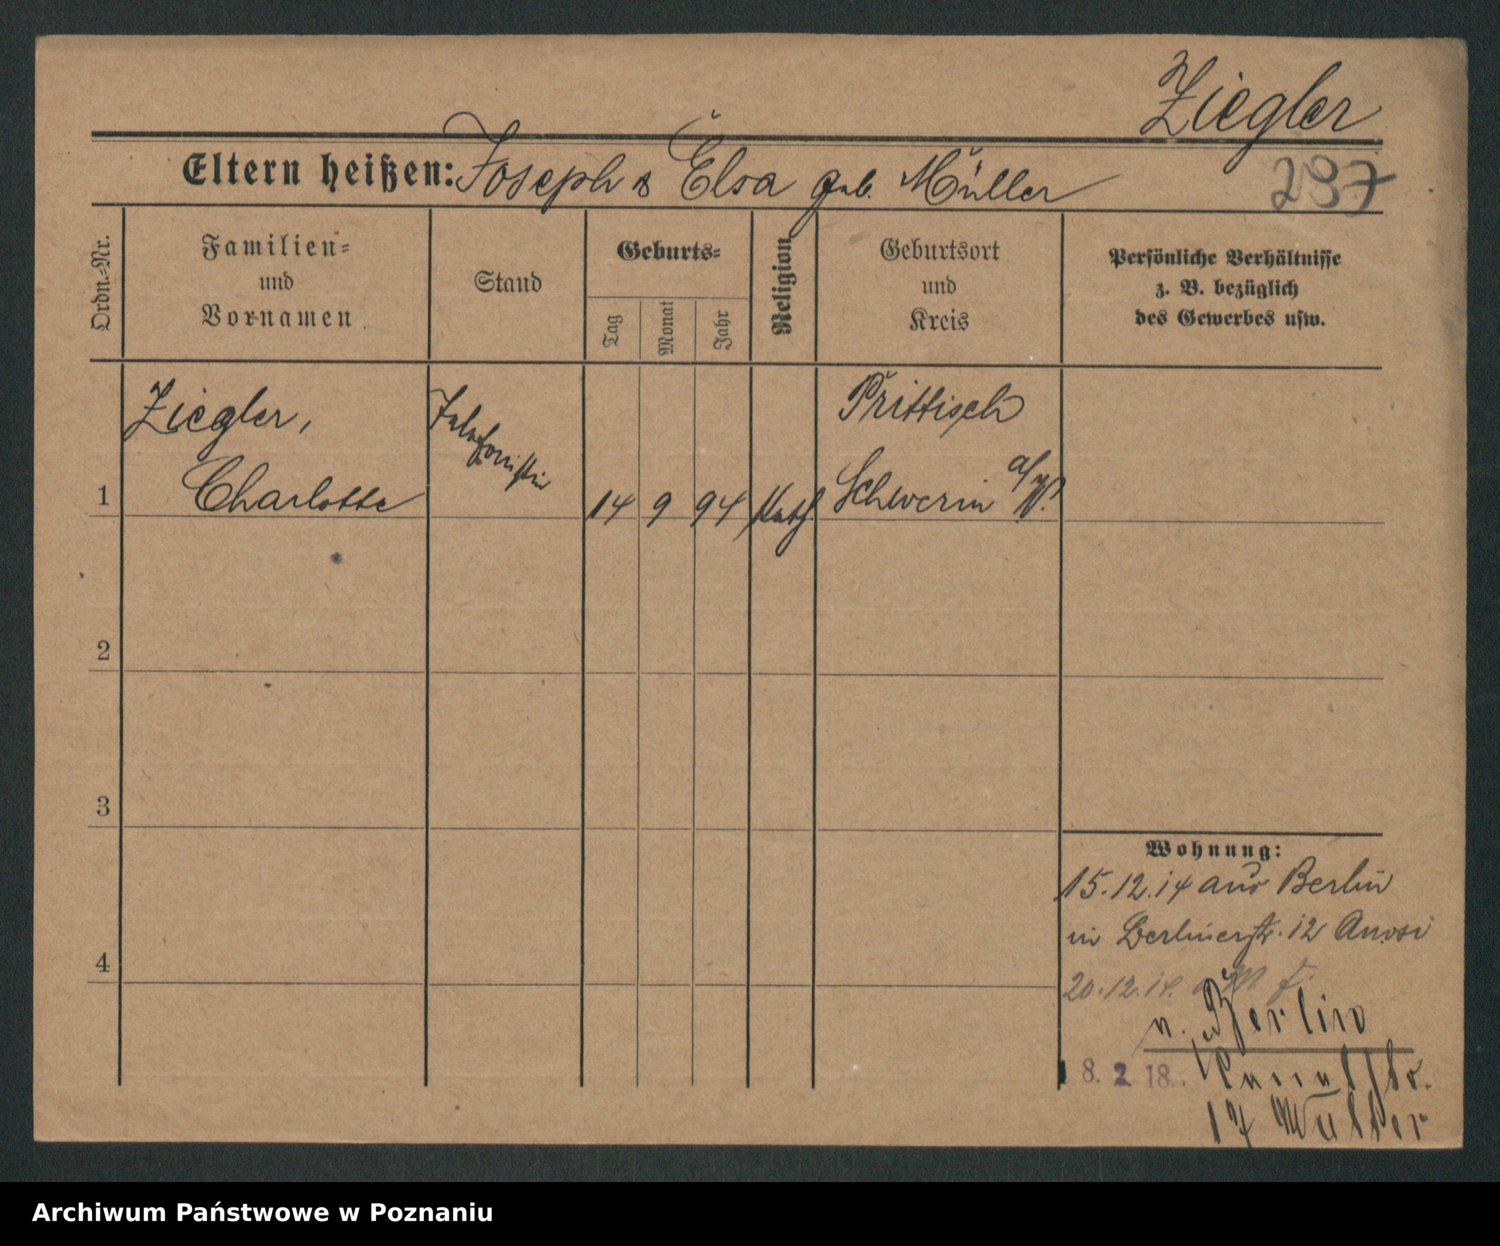 Ziegler
Eltern heißen: Joseph & Elsa geb. Müller
237
Ordn.-Nr.
Familien-
und
Vornamen
Stand
Geburts-
Tag
Monat
Jahr
Religion
Geburtsort
und
Kreis
Persönliche Verhältnisse
z. B. bezüglich
des Gewerbes usw.
Ziegler,
Telefonistin
Prittisch
1 Charlotte 14 9 94 Kath Schwerin a/W.
2
3
4
Wohnung:
15.12.14 aus Berlin
in Berlinerstr. 12
20.12.14.
n. Berlin
8. 2 18.
17 Müller
Archiwum Państwowe w Poznaniu